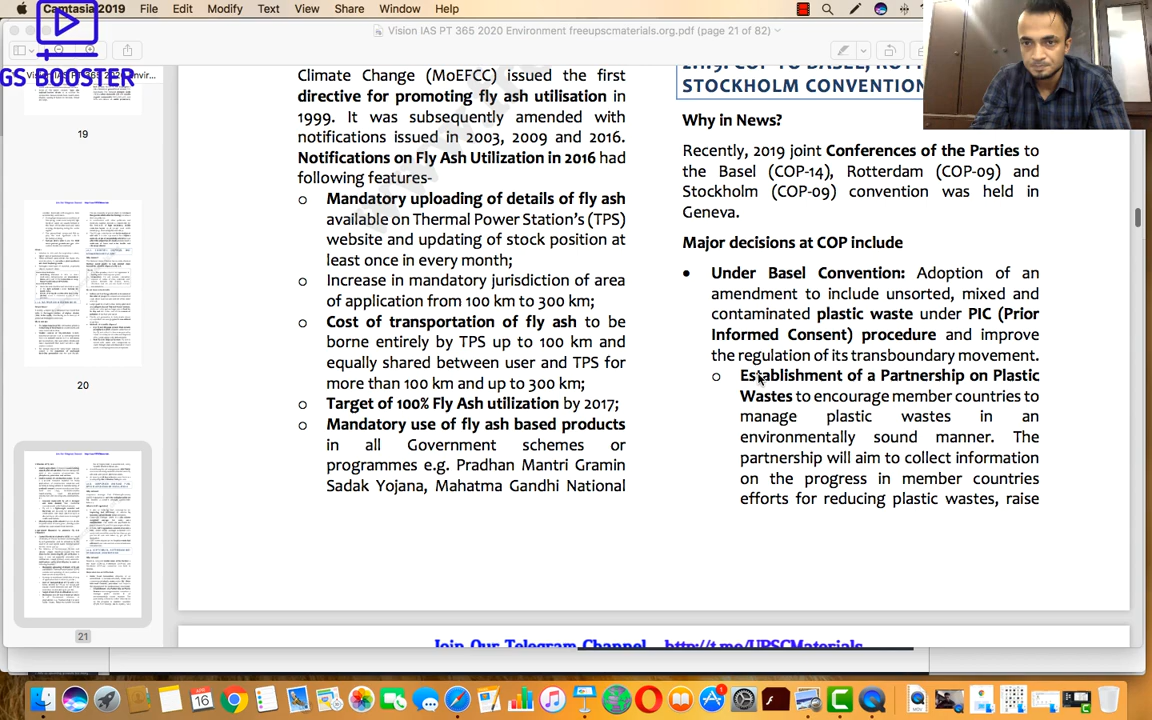 Camtasia 2019 File Edit Modify Text View Share Window Help
Vision IAS PT 365 2020 Environment freeupscmaterials.org.pdf (page 21 of 82)
GS BOOSTER
19
20
21
Climate Change (MoEFCC) issued the first
directive for promoting fly ash utilisation in
1999. It was subsequently amended with
notifications issued in 2003, 2009 and 2016.
Notifications on Fly Ash Utilization in 2016 had
following features-
Mandatory uploading of details of fly ash
available on Thermal Power Station's (TPS)
website and updating of stock position at
least once in every month;
Increase in mandatory jurisdiction of area
of application from 100 km to 300 km;
Cost of transportation of fly ash to be
borne entirely by TPS up to 100 km and
equally shared between user and TPS for
more than 100 km and up to 300 km;
Target of 100% Fly Ash utilization by 2017;
Mandatory use of fly ash based products
in all Government schemes or
programmes e.g. Pradhan Mantri Gramin
Sadak Yojana, Mahatma Gandhi National
STOCKHOLM CONVENTION
Why in News?
Recently, 2019 joint Conferences of the Parties to
the Basel (COP-14), Rotterdam (COP-09) and
Stockholm (COP-09) convention was held in
Geneva.
Major decisions at COP include
Under Basel Convention: Adoption of an
amendment to include unsorted, mixed and
contaminated plastic waste under PIC (Prior
Informed Consent) procedure and improve
the regulation of its transboundary movement.
Establishment of a Partnership on Plastic
Wastes to encourage member countries to
manage plastic wastes in an
environmentally sound manner. The
partnership will aim to collect information
on the progress in member countries
efforts for reducing plastic wastes, raise
Join Our Telegram Channel http://t.me/UPSCMaterials